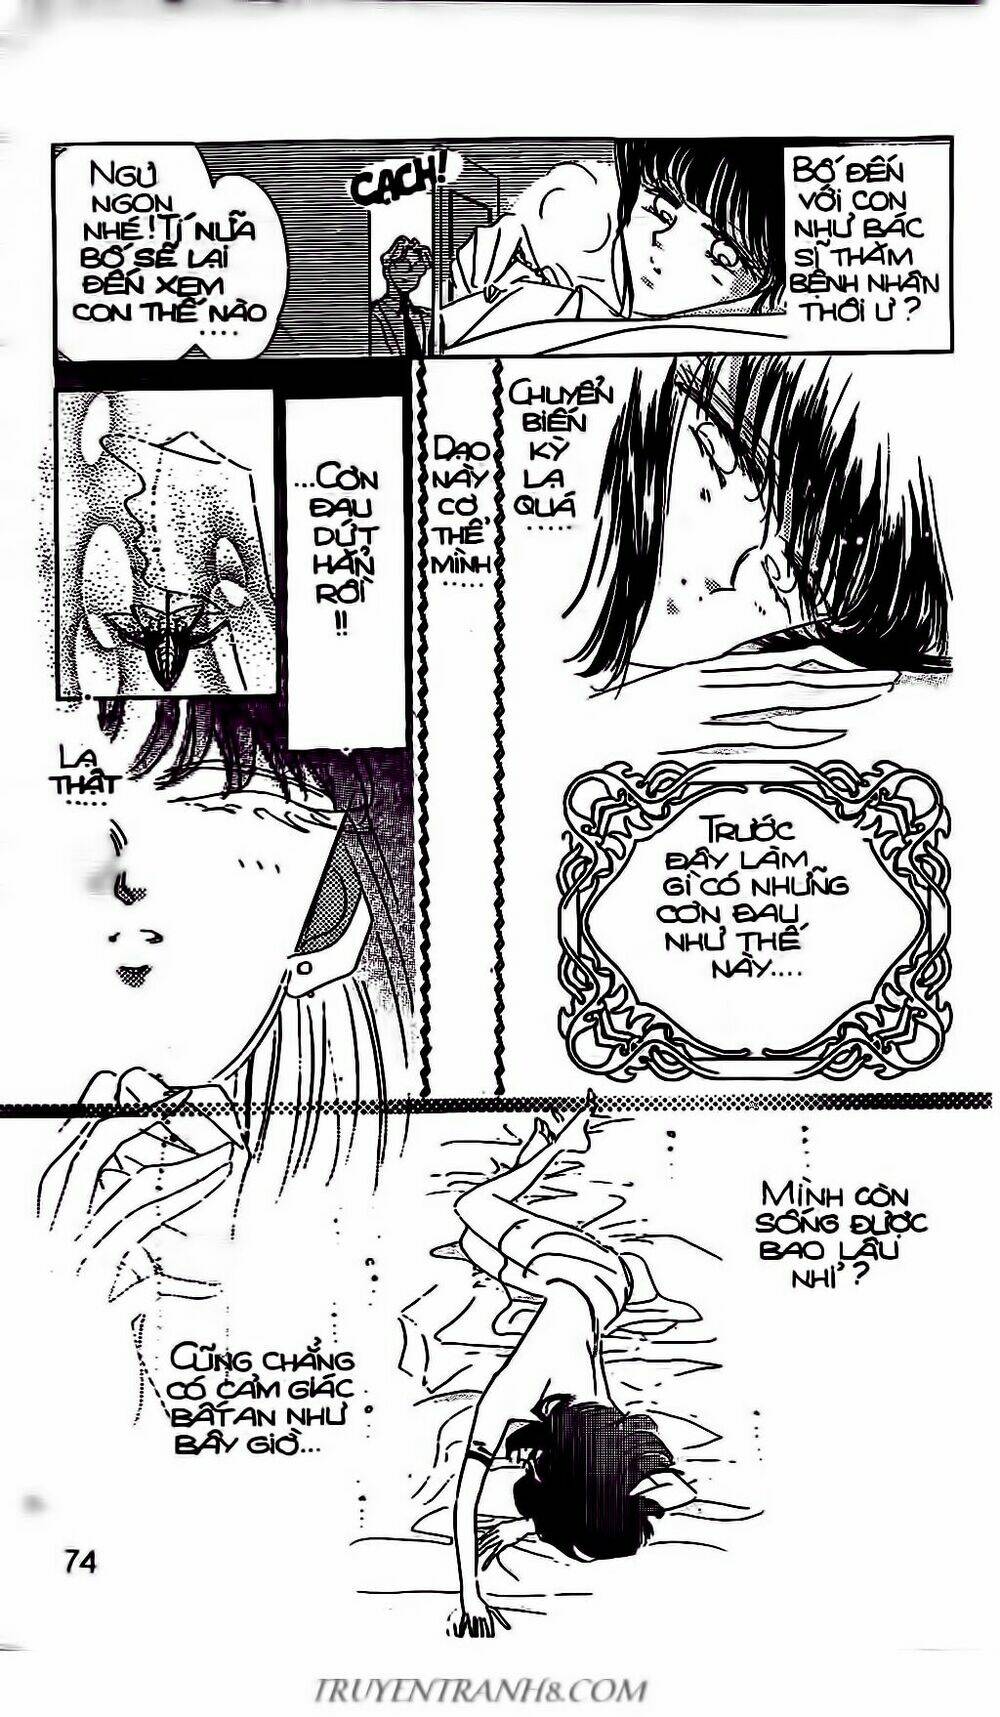 NGỦ
NGON
NHÉ! TÍ NỮA
BỐ SẼ LẠI
ĐẾN XEM
CON THẾ NÀO
....
CẠCH!
BỐ ĐẾN
VỚI CON
NHƯ BÁC
SĨ THĂM
BỆNH NHÂN
THÔI Ư?
...CƠN
ĐAU
DỨT
HẲN
RỒI
!!
DẠO
NÀY
CƠ
THỂ
MÌNH
.....
CHUYỂN
BIẾN
KỲ
LẠ
QUÁ
.....
LẠ
THẬT
.....
TRƯỚC
ĐÂY LÀM
GÌ CÓ NHỮNG
CƠN ĐAU
NHƯ THẾ
NÀY....
MÌNH CÒN
SỐNG ĐƯỢC
BAO LÂU
NHỈ?
CŨNG CHẲNG
CÓ CẢM GIÁC
BẤT AN NHƯ
BÂY GIỜ...
74
TRUYENTRANH8.COM